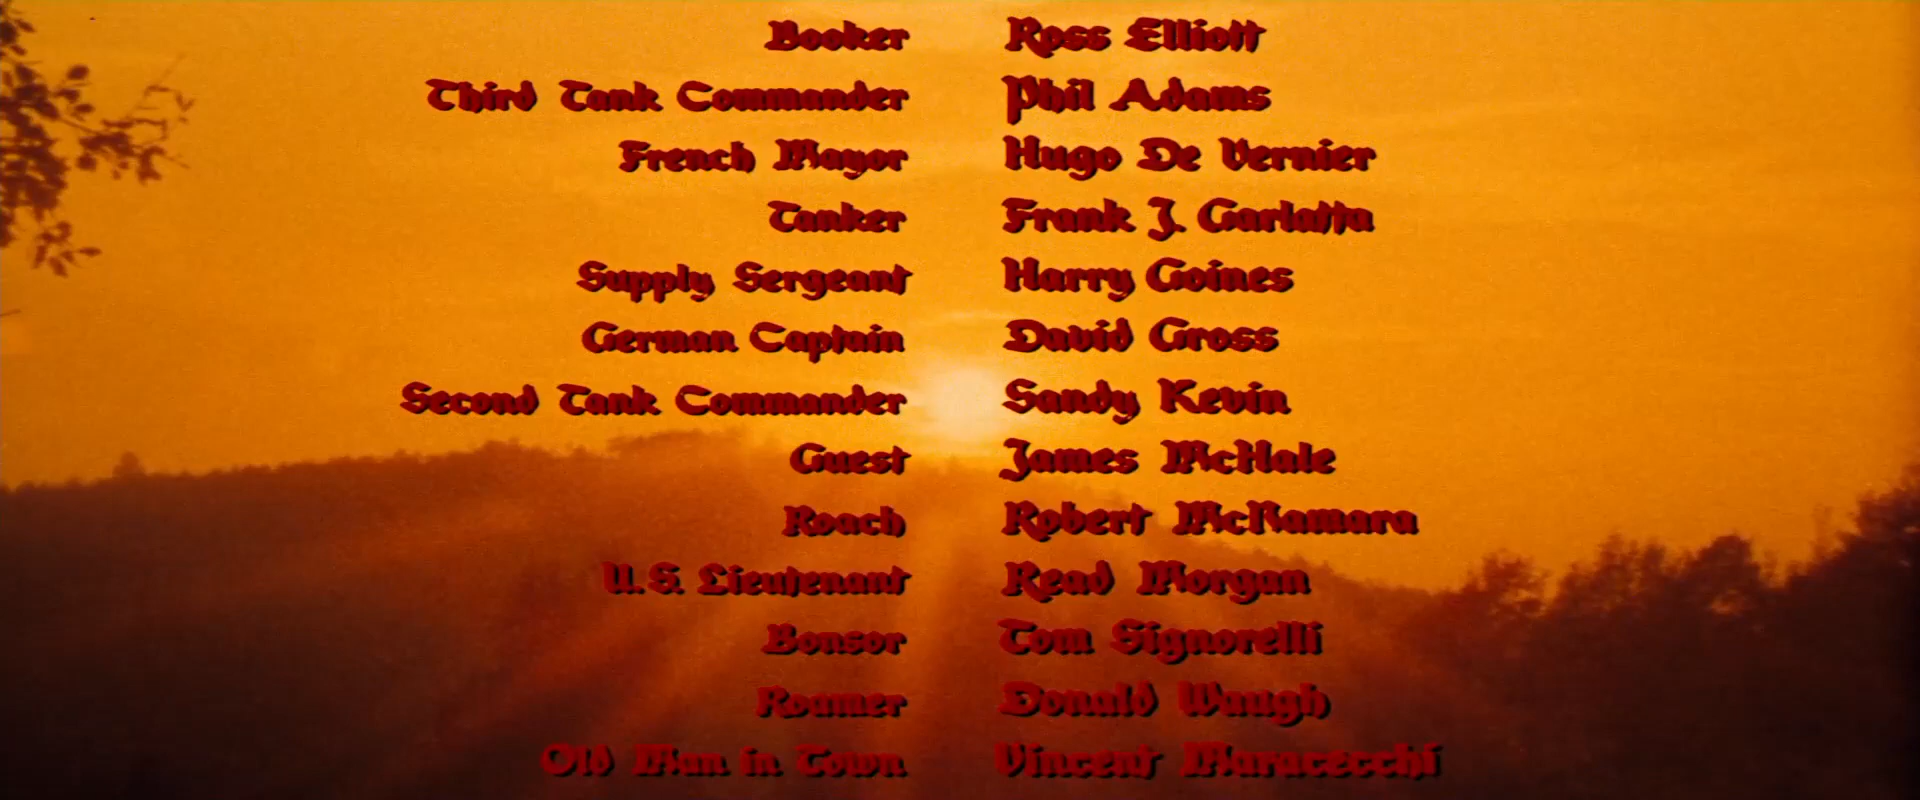 Booker Ross Elliott
Third Tank Commander Phil Adams
French Mayor Hugo De Vernier
Tanker Frank J. Garlatta
Supply Sergeant Harry Goines
German Captain David Gross
Second Tank Commander Sandy Kevin
Guest James McHale
Roach Robert McNamara
U.S. Lieutenant Read Morgan
Bonsor Tom Signorelli
Roamer Donald Waugh
Old Man in Town Vincent Maracecchi